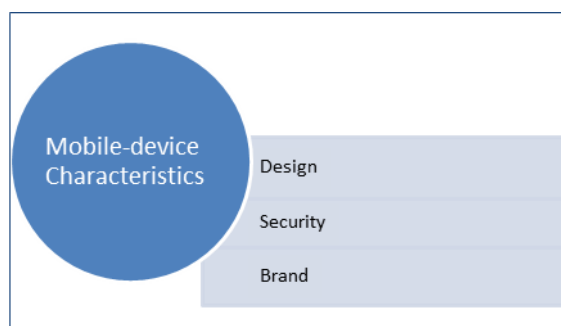 Mobile-device
Characteristics
Design
Security
Brand